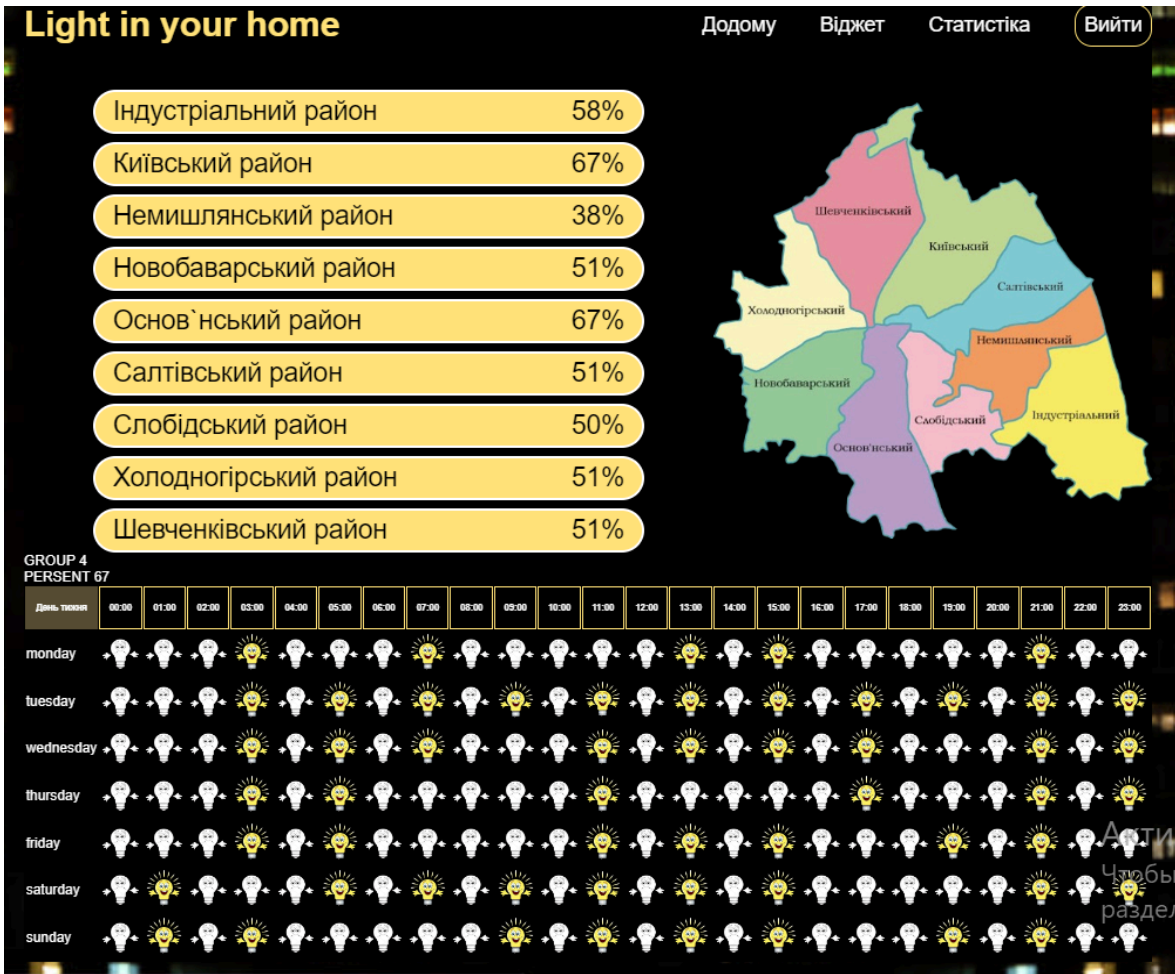 Light in your home Додому Віджет Статистіка Вийти
Індустріальний район 58%
Київський район 67%
Немишлянський район 38%
Новобаварський район 51%
Основ`нський район 67%
Салтівський район 51%
Слобідський район 50%
Холодногірський район 51%
Шевченківський район 51%
Шевченківський
Київський
Салтівський
Холодногірський
Немишлянський
Новобаварський
Індустріальний
Слобідський
Основ'нський
GROUP 4
PERSENT 67
День тижня 00:00 01:00 02:00 03:00 04:00 05:00 06:00 07:00 08:00 09:00 10:00 11:00 12:00 13:00 14:00 15:00 16:00 17:00 18:00 19:00 20:00 21:00 22:00 23:00
monday
tuesday
wednesday
thursday
friday
saturday
sunday
Акти
Чтобы
раздел